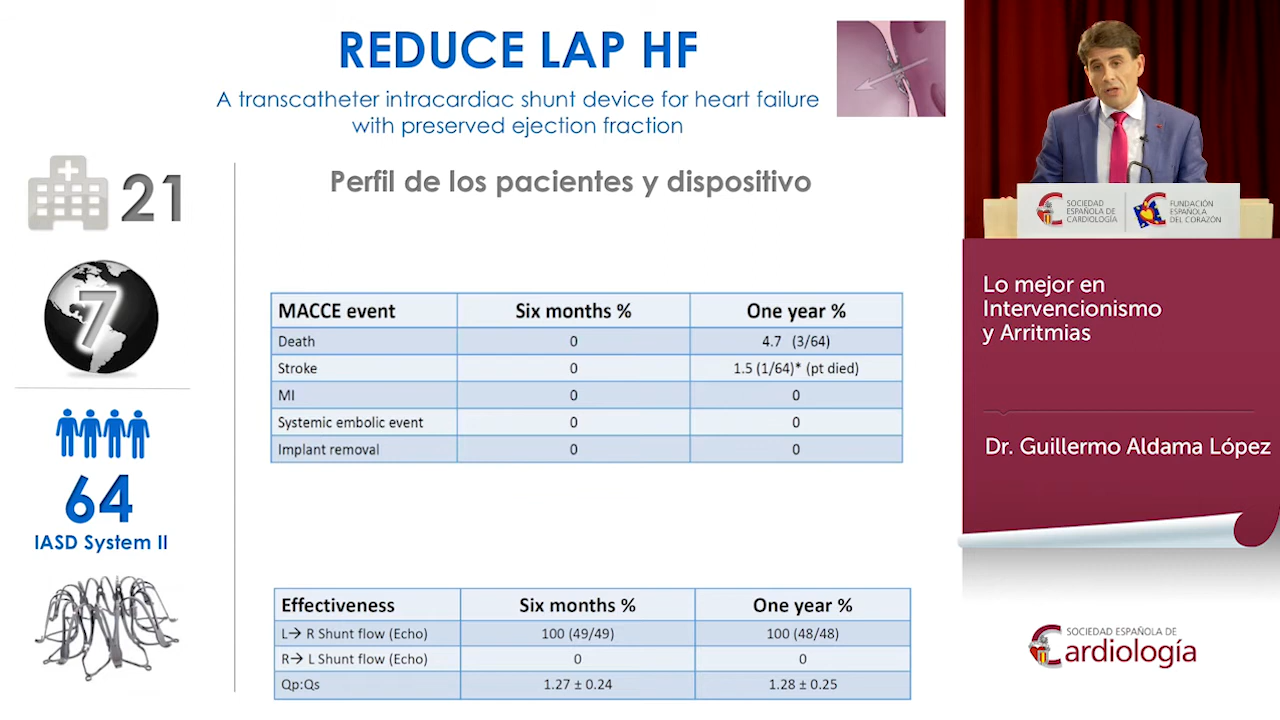 REDUCE LAP HF
A transcatheter intracardiac shunt device for heart failure
with preserved ejection fraction
21
7
64
IASD System II
Perfil de los pacientes y dispositivo
MACCE event Six months % One year %
Death 0 4.7 (3/64)
Stroke 0 1.5 (1/64)* (pt died)
MI 0 0
Systemic embolic event 0 0
Implant removal 0 0
Effectiveness Six months % One year %
L→ R Shunt flow (Echo) 100 (49/49) 100 (48/48)
R→ L Shunt flow (Echo) 0 0
Qp:Qs 1.27 ± 0.24 1.28 ± 0.25
SOCIEDAD
ESPAÑOLA DE
CARDIOLOGÍA
FUNDACIÓN
ESPAÑOLA
DEL CORAZÓN
Lo mejor en
Intervencionismo
y Arritmias
Dr. Guillermo Aldama López
SOCIEDAD ESPAÑOLA DE
Cardiología